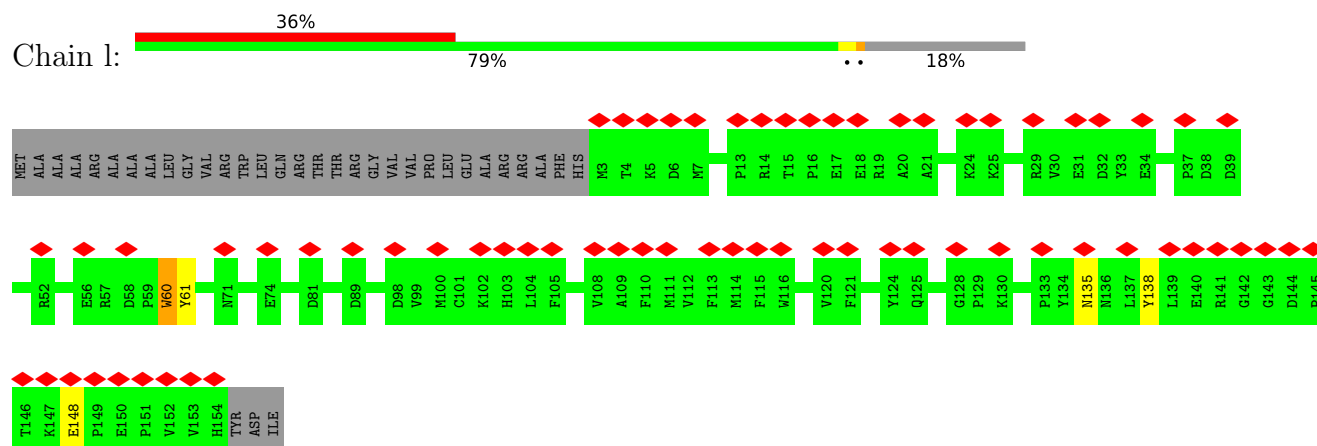 36%
Chain l:
79%
18%
MET ALA ALA ALA ARG ALA ALA ALA LEU GLY VAL ARG TRP LEU GLN ARG THR THR ARG GLY VAL VAL PRO LEU GLU ALA ARG ARG ALA PHE HIS M3 T4 K5 D6 M7 P13 R14 T15 P16 E17 E18 R19 A20 A21 K24 K25 R29 V30 E31 D32 Y33 E34 P37 D38 D39
R52 E56 R57 D58 P59 W60 Y61 N71 E74 D81 D89 D98 V99 M100 C101 K102 H103 L104 F105 V108 A109 F110 M111 V112 F113 M114 F115 W116 V120 F121 Y124 Q125 G128 P129 K130 P133 Y134 N135 N136 L137 Y138 L139 E140 R141 G142 G143 D144
T146 K147 E148 P149 E150 P151 V152 V153 H154 TYR ASP ILE